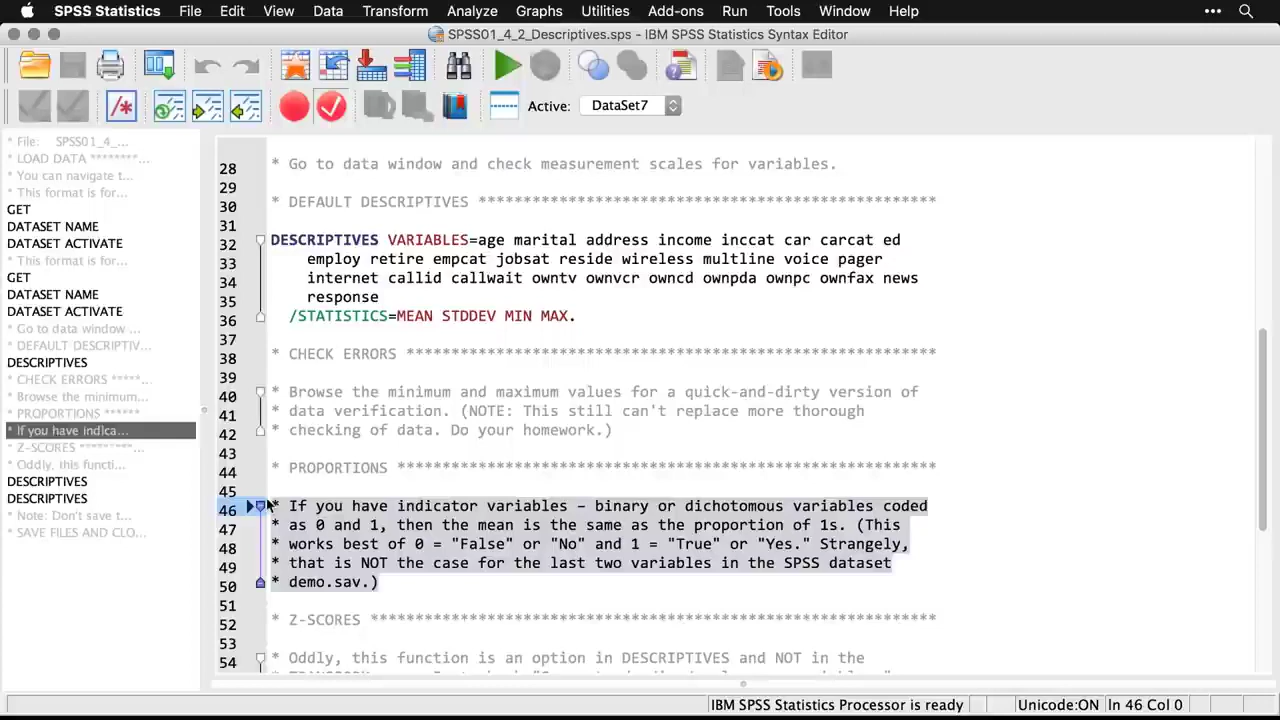 SPSS Statistics File Edit View Data Transform Analyze Graphs Utilities Add-ons Run Tools Window Help
SPSS01_4_2_Descriptives.sps - IBM SPSS Statistics Syntax Editor
Active: DataSet7
* File: SPSS01_4_...
* LOAD DATA ********...
* You can navigate t...
* This format is for...
GET
DATASET NAME
DATASET ACTIVATE
* This format is for...
GET
DATASET NAME
DATASET ACTIVATE
* Go to data window ...
* DEFAULT DESCRIPTIV...
DESCRIPTIVES
* CHECK ERRORS *****...
* Browse the minimum...
* PROPORTIONS ******
* If you have indica...
* Z-SCORES *********...
* Oddly, this functi...
DESCRIPTIVES
DESCRIPTIVES
* Note: Don't save t...
* SAVE FILES AND CLO...
28 * Go to data window and check measurement scales for variables.
29
30 * DEFAULT DESCRIPTIVES ***************************************************
31
32 DESCRIPTIVES VARIABLES=age marital address income inccat car carcat ed
33 employ retire empcat jobsat reside wireless multline voice pager
34 internet callid callwait owntv ownvcr owncd ownpda ownpc ownfax news
35 response
36 /STATISTICS=MEAN STDDEV MIN MAX.
37
38 * CHECK ERRORS ***********************************************************
39
40 * Browse the minimum and maximum values for a quick-and-dirty version of
41 * data verification. (NOTE: This still can't replace more thorough
42 * checking of data. Do your homework.)
43
44 * PROPORTIONS ************************************************************
45
46 * If you have indicator variables – binary or dichotomous variables coded
47 * as 0 and 1, then the mean is the same as the proportion of 1s. (This
48 * works best of 0 = "False" or "No" and 1 = "True" or "Yes." Strangely,
49 * that is NOT the case for the last two variables in the SPSS dataset
50 * demo.sav.)
51
52 * Z-SCORES ***************************************************************
53
54 * Oddly, this function is an option in DESCRIPTIVES and NOT in the
IBM SPSS Statistics Processor is ready Unicode:ON In 46 Col 0